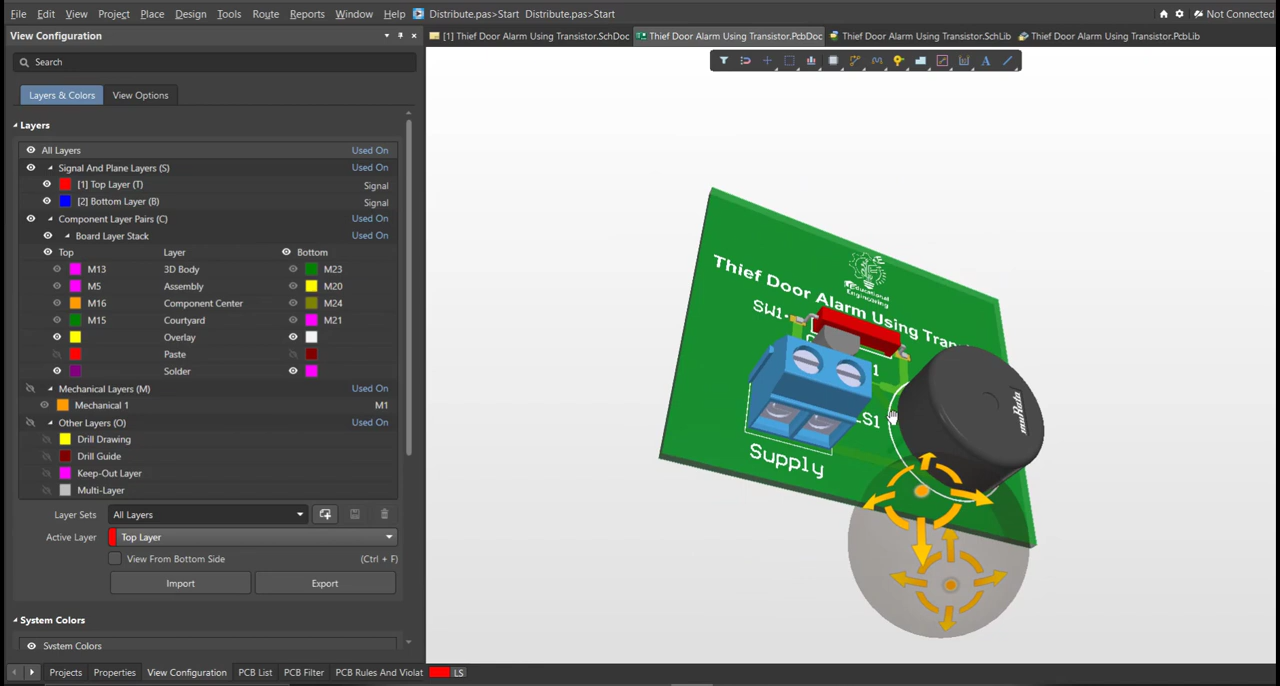 File Edit View Project Place Design Tools Route Reports Window Help Distribute.pas>Start Distribute.pas>Start Not Connected
View Configuration
[1] Thief Door Alarm Using Transistor.SchDoc Thief Door Alarm Using Transistor.PcbDoc Thief Door Alarm Using Transistor.SchLib Thief Door Alarm Using Transistor.PcbLib
Search
Layers & Colors View Options
Layers
All Layers Used On
Signal And Plane Layers (S) Used On
[1] Top Layer (T) Signal
[2] Bottom Layer (B) Signal
Component Layer Pairs (C) Used On
Board Layer Stack Used On
Top Layer Bottom
M13 3D Body M23
M5 Assembly M20
M16 Component Center M24
M15 Courtyard M21
Overlay
Paste
Solder
Mechanical Layers (M) Used On
Mechanical 1 M1
Other Layers (O) Used On
Drill Drawing
Drill Guide
Keep-Out Layer
Multi-Layer
Layer Sets All Layers
Active Layer Top Layer
View From Bottom Side (Ctrl + F)
Import Export
System Colors
System Colors
Educational
Engineering
Thief Door Alarm Using Tran
SW1
1
LS1
Supply
muRata
Projects Properties View Configuration PCB List PCB Filter PCB Rules And Violat LS